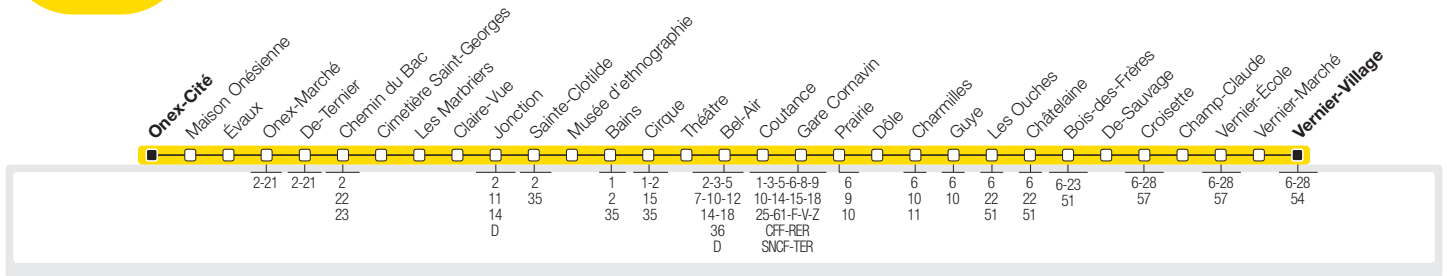 Onex-Cité
Maison Onésienne
Évaux
Onex-Marché
De-Ternier
Chemin du Bac
Cimetière Saint-Georges
Les Marbriers
Claire-Vue
Jonction
Sainte-Clotilde
Musée d'ethnographie
Bains
Cirque
Théâtre
Bel-Air
Coutance
Gare Cornavin
Prairie
Dôle
Charmilles
Guye
Les Ouches
Châtelaine
Bois-des-Frères
De-Sauvage
Croisette
Champ-Claude
Vernier-École
Vernier-Marché
Vernier-Village
2-21
2-21
2
22
23
2
11
14
D
2
35
1
2
35
1-2
15
35
2-3-5
7-10-12
14-18
36
D
1-3-5-6-8-9
10-14-15-18
25-61-F-V-Z
CFF-RER
SNCF-TER
6
9
10
6
10
11
6
10
6
22
51
6
22
51
6-23
51
6-28
57
6-28
57
6-28
54